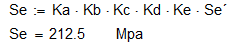 Se := Ka · Kb · Kc · Kd · Ke · Se´
Se = 212.5 Mpa